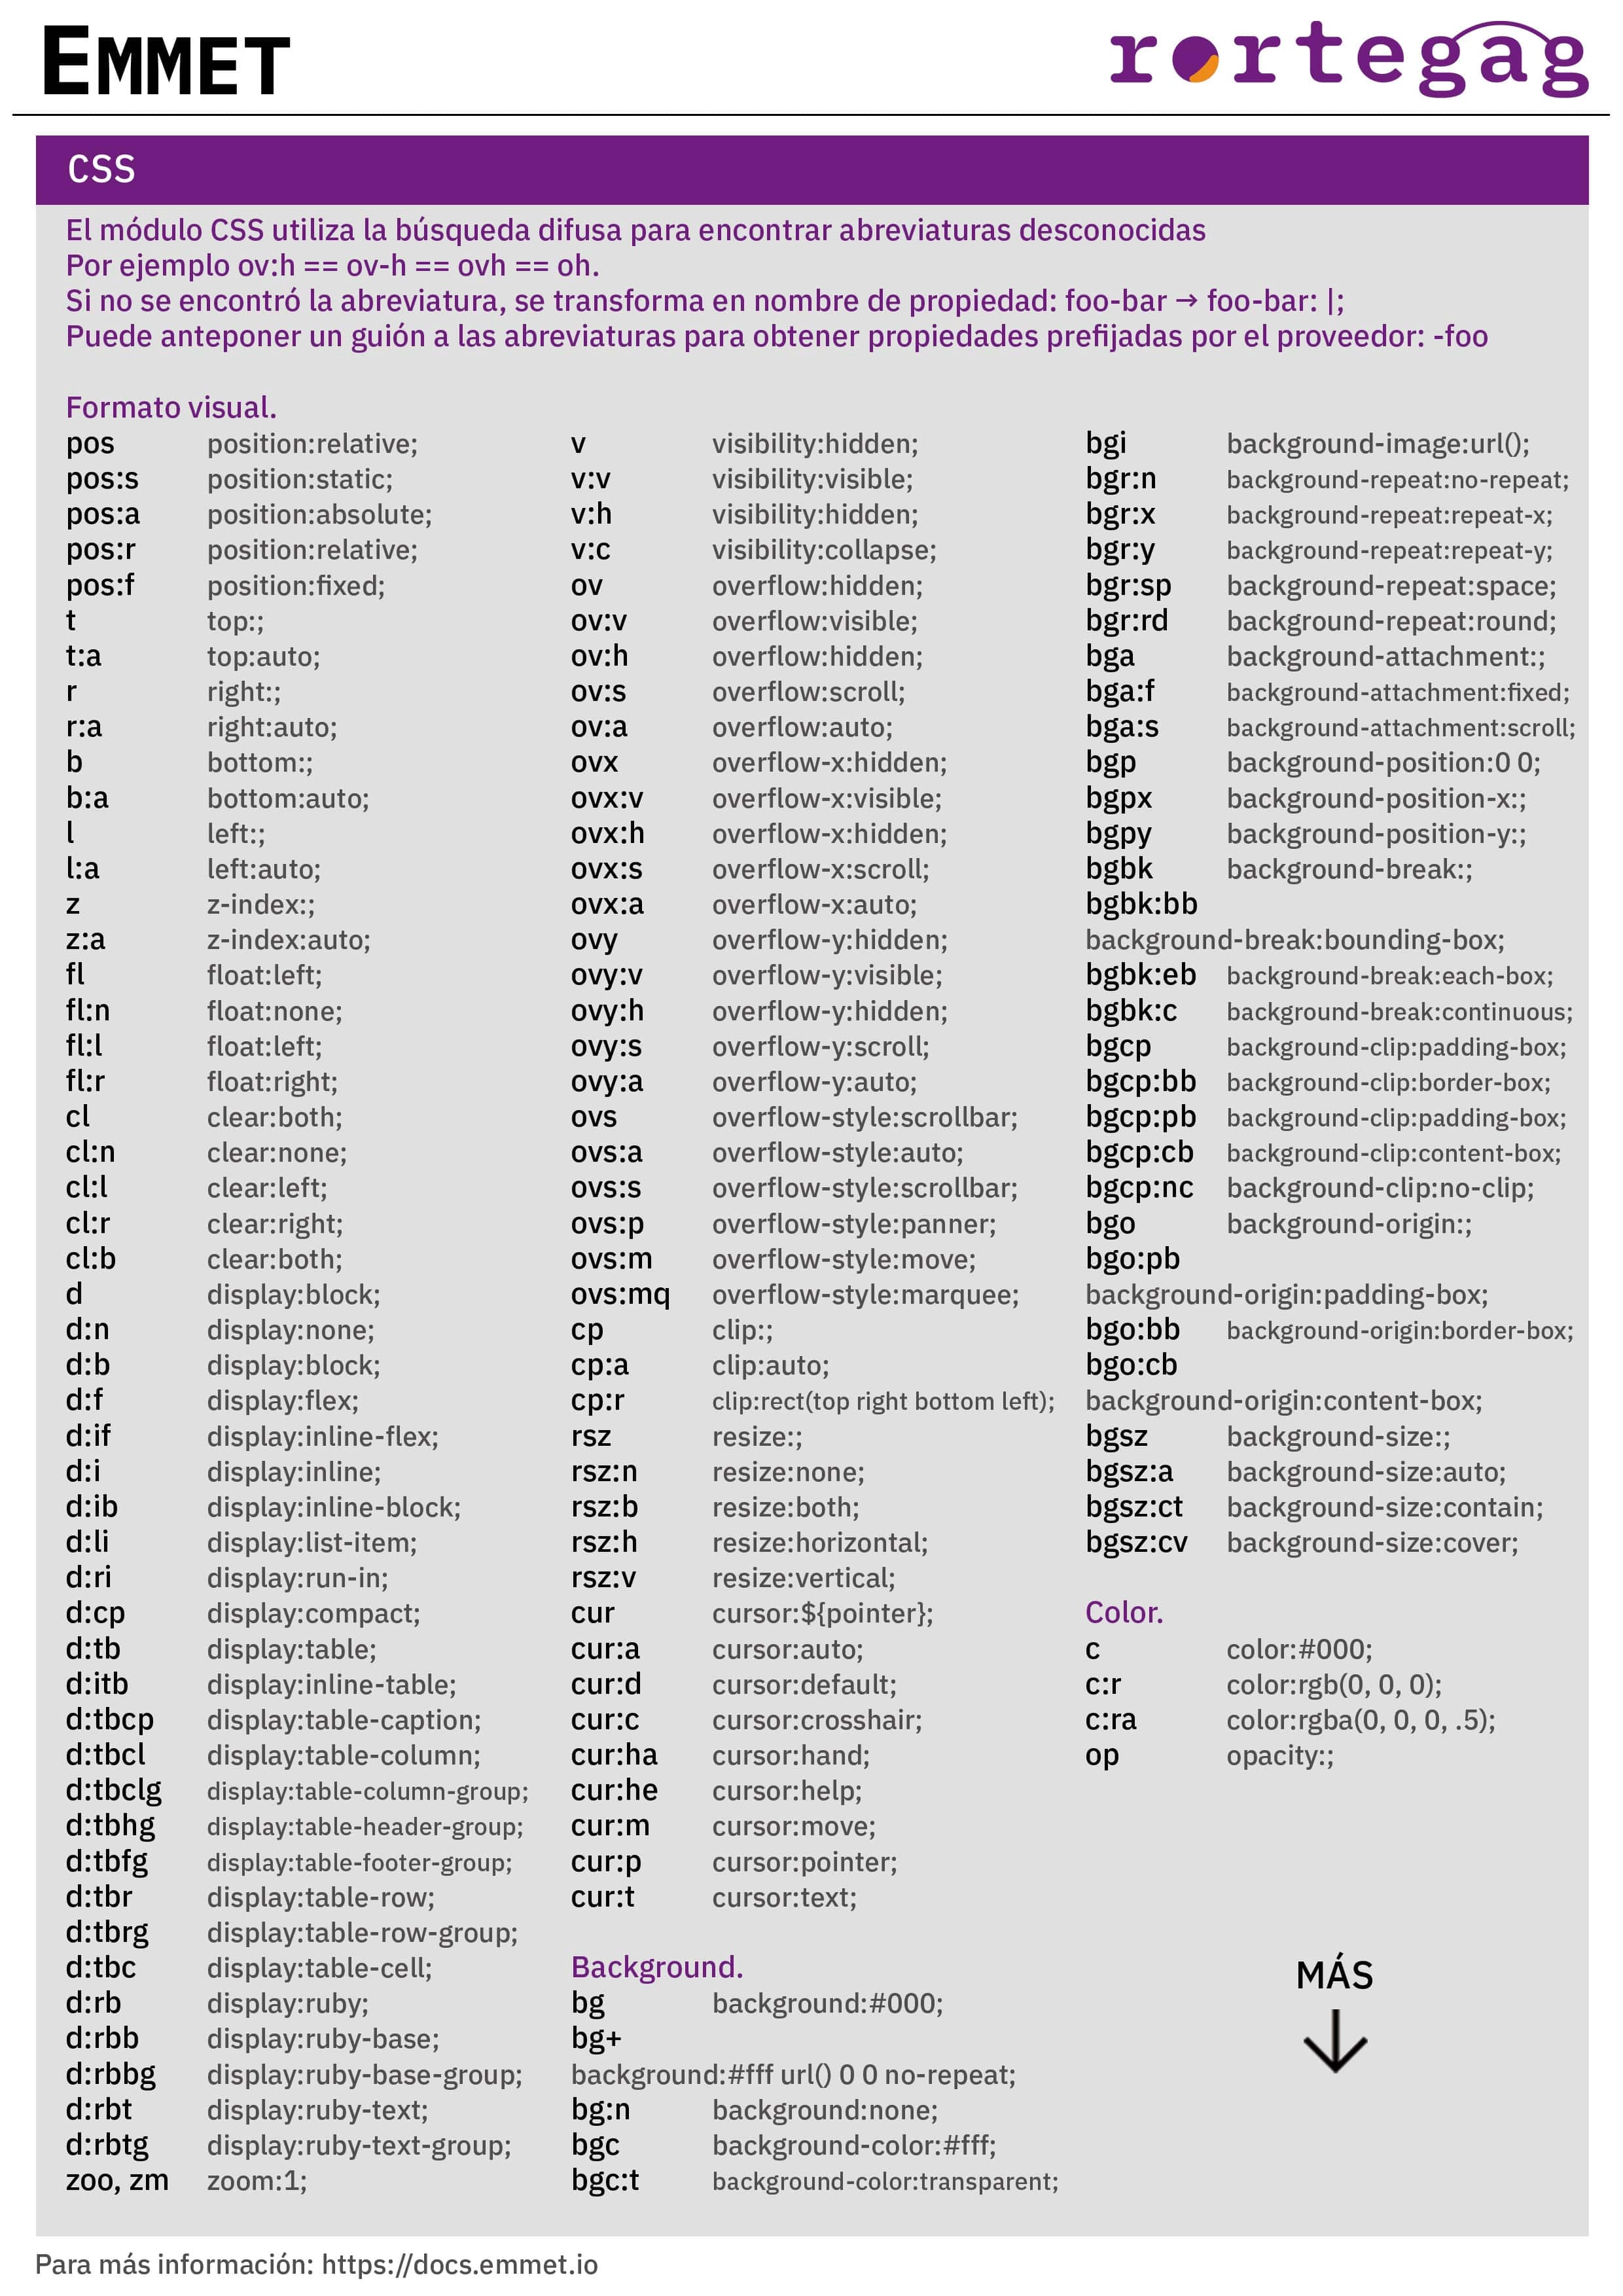 EMMET
rortegag
CSS
El módulo CSS utiliza la búsqueda difusa para encontrar abreviaturas desconocidas
Por ejemplo ov:h == ov-h == ovh == oh.
Si no se encontró la abreviatura, se transforma en nombre de propiedad: foo-bar → foo-bar: |;
Puede anteponer un guión a las abreviaturas para obtener propiedades prefijadas por el proveedor: -foo
Formato visual.
pos position:relative;
pos:s position:static;
pos:a position:absolute;
pos:r position:relative;
pos:f position:fixed;
t top:;
t:a top:auto;
r right:;
r:a right:auto;
b bottom:;
b:a bottom:auto;
l left:;
l:a left:auto;
z z-index:;
z:a z-index:auto;
fl float:left;
fl:n float:none;
fl:l float:left;
fl:r float:right;
cl clear:both;
cl:n clear:none;
cl:l clear:left;
cl:r clear:right;
cl:b clear:both;
d display:block;
d:n display:none;
d:b display:block;
d:f display:flex;
d:if display:inline-flex;
d:i display:inline;
d:ib display:inline-block;
d:li display:list-item;
d:ri display:run-in;
d:cp display:compact;
d:tb display:table;
d:itb display:inline-table;
d:tbcp display:table-caption;
d:tbcl display:table-column;
d:tbclg display:table-column-group;
d:tbhg display:table-header-group;
d:tbfg display:table-footer-group;
d:tbr display:table-row;
d:tbrg display:table-row-group;
d:tbc display:table-cell;
d:rb display:ruby;
d:rbb display:ruby-base;
d:rbbg display:ruby-base-group;
d:rbt display:ruby-text;
d:rbtg display:ruby-text-group;
zoo, zm zoom:1;
v visibility:hidden;
v:v visibility:visible;
v:h visibility:hidden;
v:c visibility:collapse;
ov overflow:hidden;
ov:v overflow:visible;
ov:h overflow:hidden;
ov:s overflow:scroll;
ov:a overflow:auto;
ovx overflow-x:hidden;
ovx:v overflow-x:visible;
ovx:h overflow-x:hidden;
ovx:s overflow-x:scroll;
ovx:a overflow-x:auto;
ovy overflow-y:hidden;
ovy:v overflow-y:visible;
ovy:h overflow-y:hidden;
ovy:s overflow-y:scroll;
ovy:a overflow-y:auto;
ovs overflow-style:scrollbar;
ovs:a overflow-style:auto;
ovs:s overflow-style:scrollbar;
ovs:p overflow-style:panner;
ovs:m overflow-style:move;
ovs:mq overflow-style:marquee;
cp clip:;
cp:a clip:auto;
cp:r clip:rect(top right bottom left);
rsz resize:;
rsz:n resize:none;
rsz:b resize:both;
rsz:h resize:horizontal;
rsz:v resize:vertical;
cur cursor:${pointer};
cur:a cursor:auto;
cur:d cursor:default;
cur:c cursor:crosshair;
cur:ha cursor:hand;
cur:he cursor:help;
cur:m cursor:move;
cur:p cursor:pointer;
cur:t cursor:text;
Background.
bg background:#000;
bg+
background:#fff url() 0 0 no-repeat;
bg:n background:none;
bgc background-color:#fff;
bgc:t background-color:transparent;
bgi background-image:url();
bgr:n background-repeat:no-repeat;
bgr:x background-repeat:repeat-x;
bgr:y background-repeat:repeat-y;
bgr:sp background-repeat:space;
bgr:rd background-repeat:round;
bga background-attachment:;
bga:f background-attachment:fixed;
bga:s background-attachment:scroll;
bgp background-position:0 0;
bgpx background-position-x:;
bgpy background-position-y:;
bgbk background-break:;
bgbk:bb
background-break:bounding-box;
bgbk:eb background-break:each-box;
bgbk:c background-break:continuous;
bgcp background-clip:padding-box;
bgcp:bb background-clip:border-box;
bgcp:pb background-clip:padding-box;
bgcp:cb background-clip:content-box;
bgcp:nc background-clip:no-clip;
bgo background-origin:;
bgo:pb
background-origin:padding-box;
bgo:bb background-origin:border-box;
bgo:cb
background-origin:content-box;
bgsz background-size:;
bgsz:a background-size:auto;
bgsz:ct background-size:contain;
bgsz:cv background-size:cover;
Color.
c color:#000;
c:r color:rgb(0, 0, 0);
c:ra color:rgba(0, 0, 0, .5);
op opacity:;
MÁS
↓
Para más información: https://docs.emmet.io